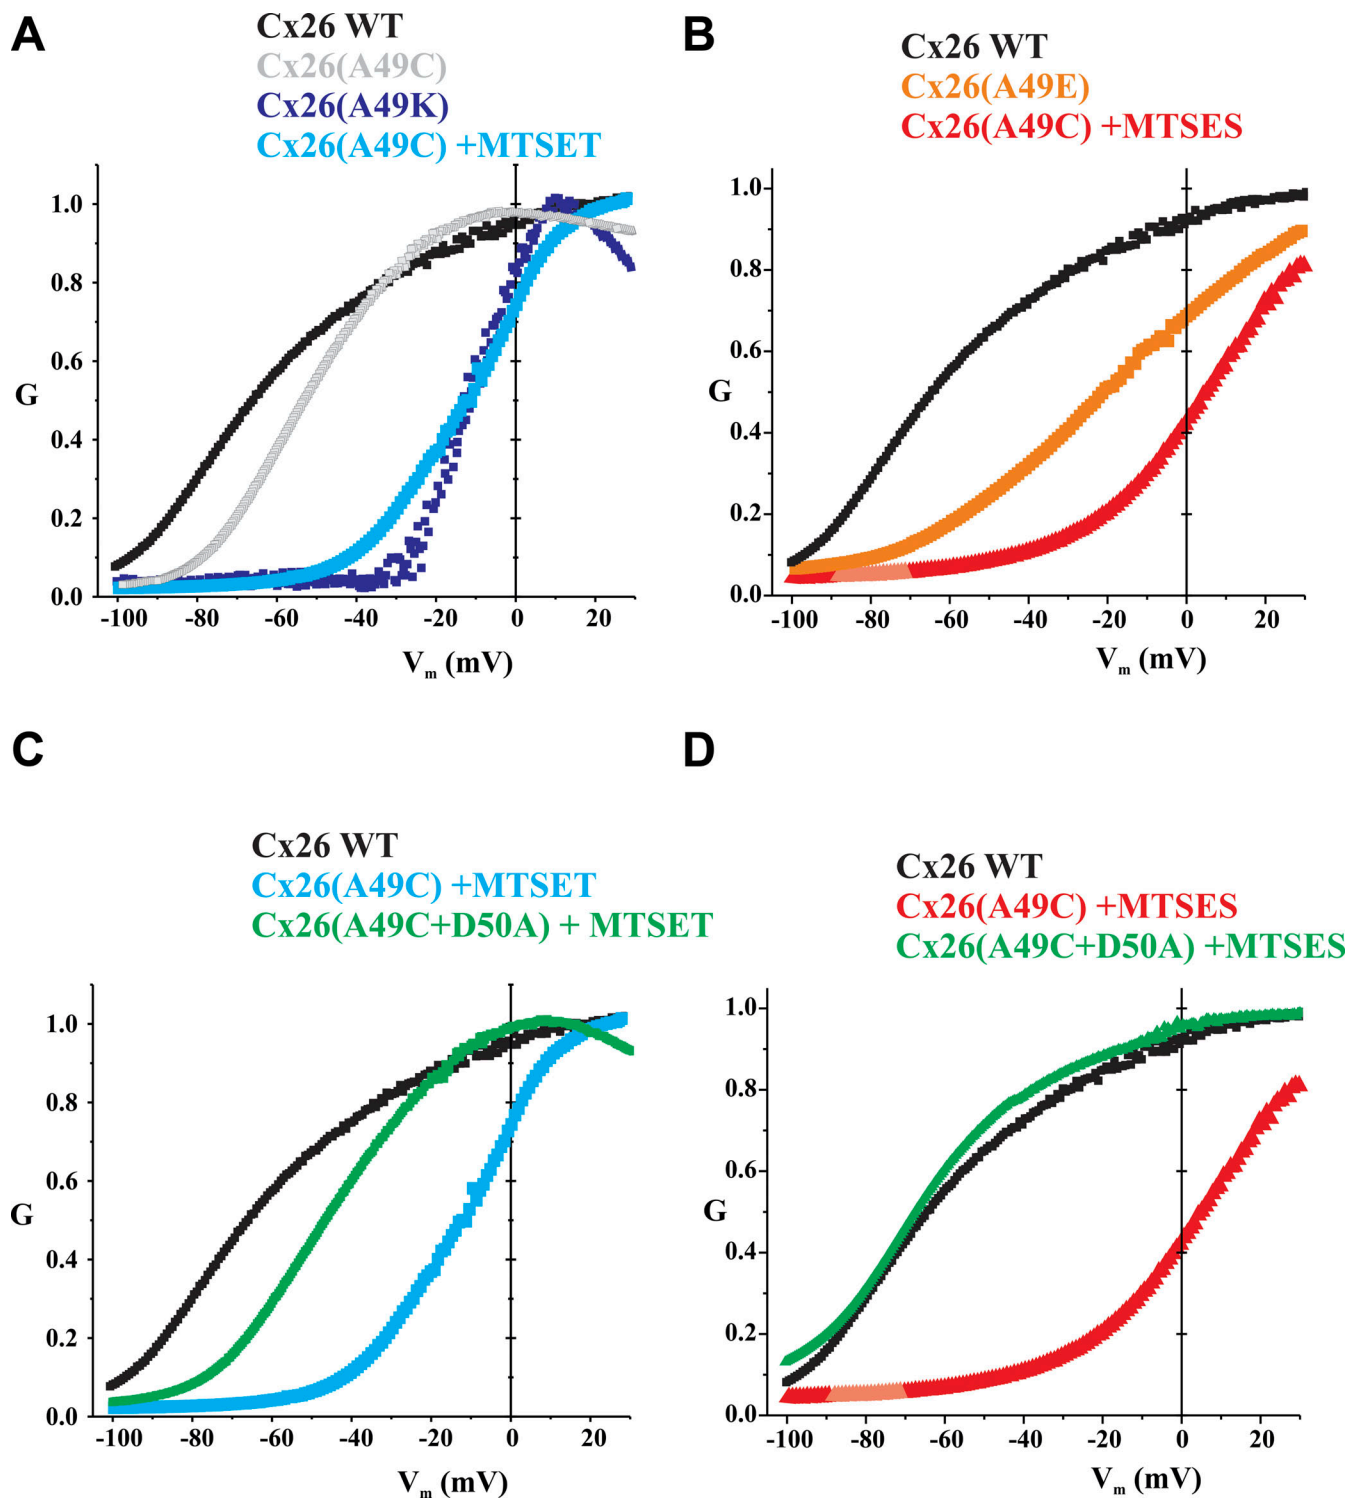 A
Cx26 WT
Cx26(A49C)
Cx26(A49K)
Cx26(A49C) +MTSET
1.0
0.8
0.6
G
0.4
0.2
0.0
-100 -80 -60 -40 -20 0 20
Vm (mV)
B
Cx26 WT
Cx26(A49E)
Cx26(A49C) +MTSES
1.0
0.8
0.6
G
0.4
0.2
0.0
-100 -80 -60 -40 -20 0 20
Vm (mV)
C
Cx26 WT
Cx26(A49C) +MTSET
Cx26(A49C+D50A) + MTSET
1.0
0.8
0.6
G
0.4
0.2
0.0
-100 -80 -60 -40 -20 0 20
Vm (mV)
D
Cx26 WT
Cx26(A49C) +MTSES
Cx26(A49C+D50A) +MTSES
1.0
0.8
0.6
G
0.4
0.2
0.0
-100 -80 -60 -40 -20 0 20
Vm (mV)